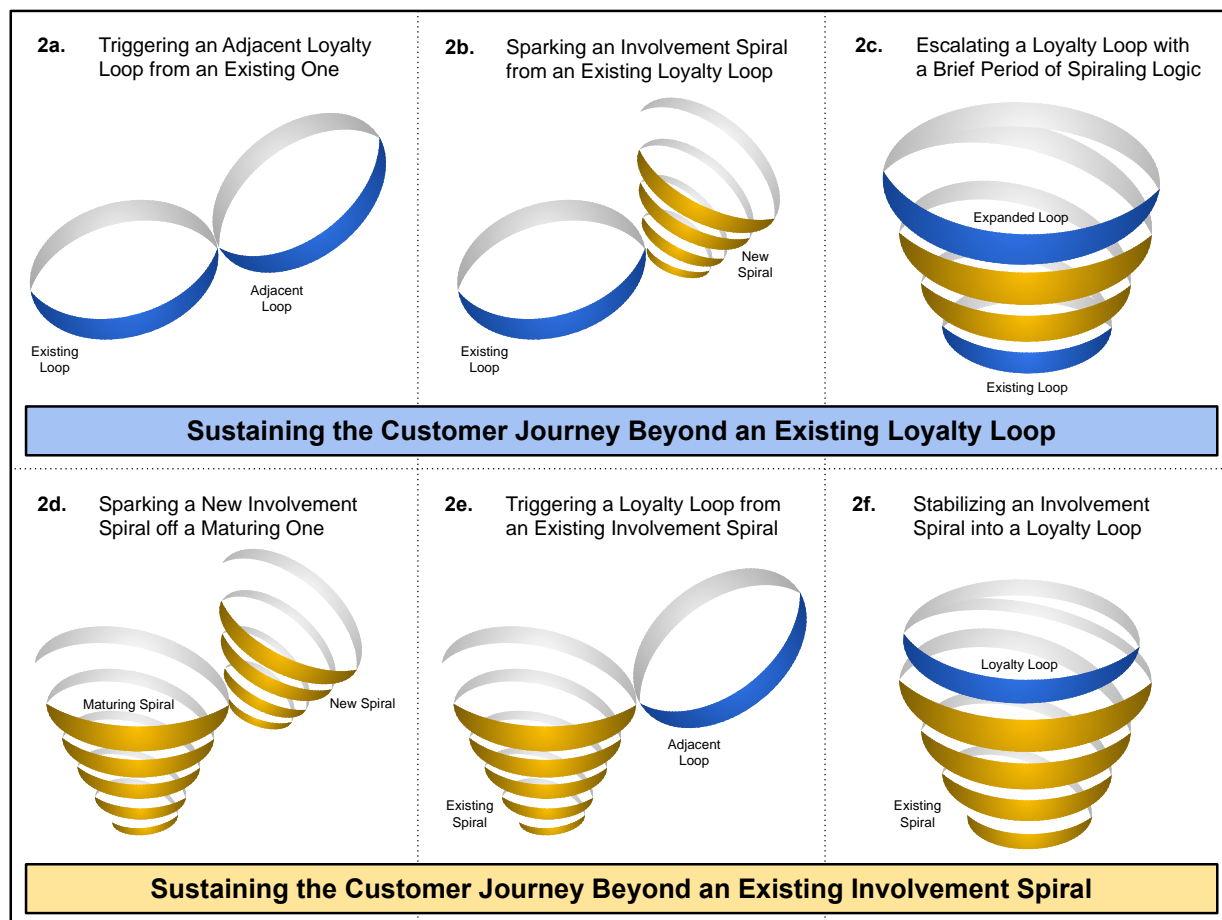 2a. Triggering an Adjacent Loyalty
Loop from an Existing One
Adjacent
Loop
Existing
Loop
2b. Sparking an Involvement Spiral
from an Existing Loyalty Loop
New
Spiral
Existing
Loop
2c. Escalating a Loyalty Loop with
a Brief Period of Spiraling Logic
Expanded Loop
Existing Loop
Sustaining the Customer Journey Beyond an Existing Loyalty Loop
2d. Sparking a New Involvement
Spiral off a Maturing One
Maturing Spiral
New Spiral
2e. Triggering a Loyalty Loop from
an Existing Involvement Spiral
Adjacent
Loop
Existing
Spiral
2f. Stabilizing an Involvement
Spiral into a Loyalty Loop
Loyalty Loop
Existing
Spiral
Sustaining the Customer Journey Beyond an Existing Involvement Spiral